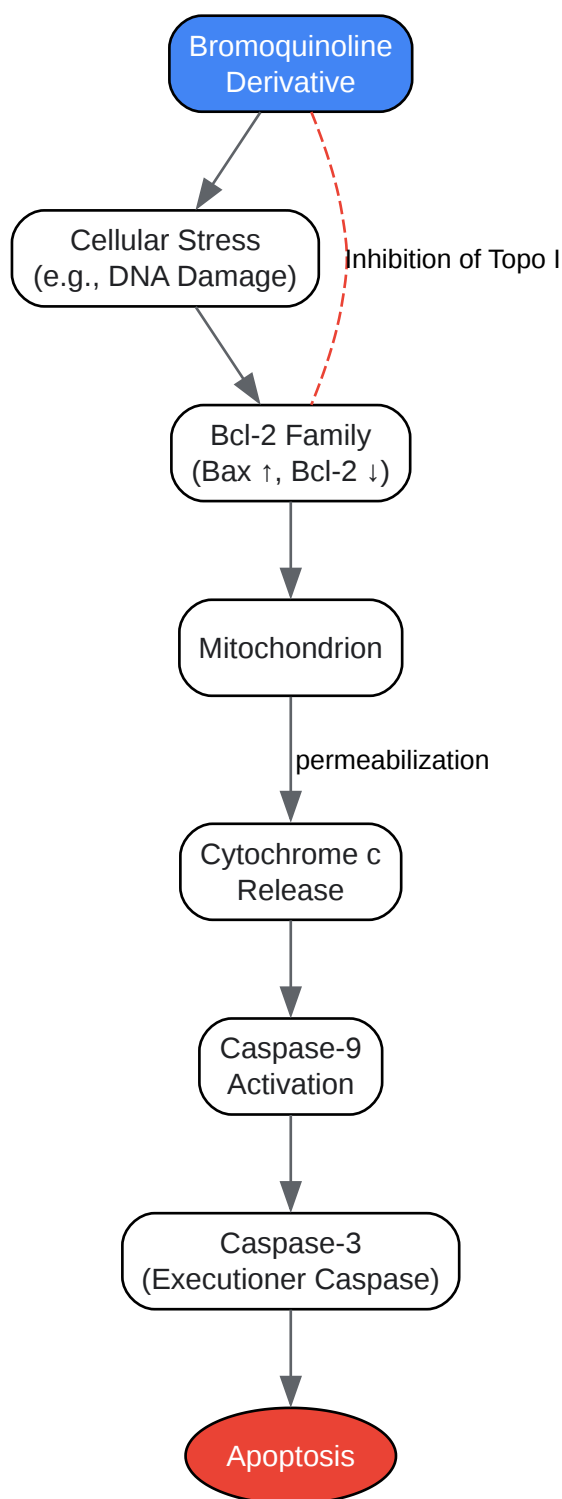 Bromoquinoline
Derivative
Cellular Stress
(e.g., DNA Damage)
Inhibition of Topo I
Bcl-2 Family
(Bax ↑, Bcl-2 ↓)
Mitochondrion
permeabilization
Cytochrome c
Release
Caspase-9
Activation
Caspase-3
(Executioner Caspase)
Apoptosis